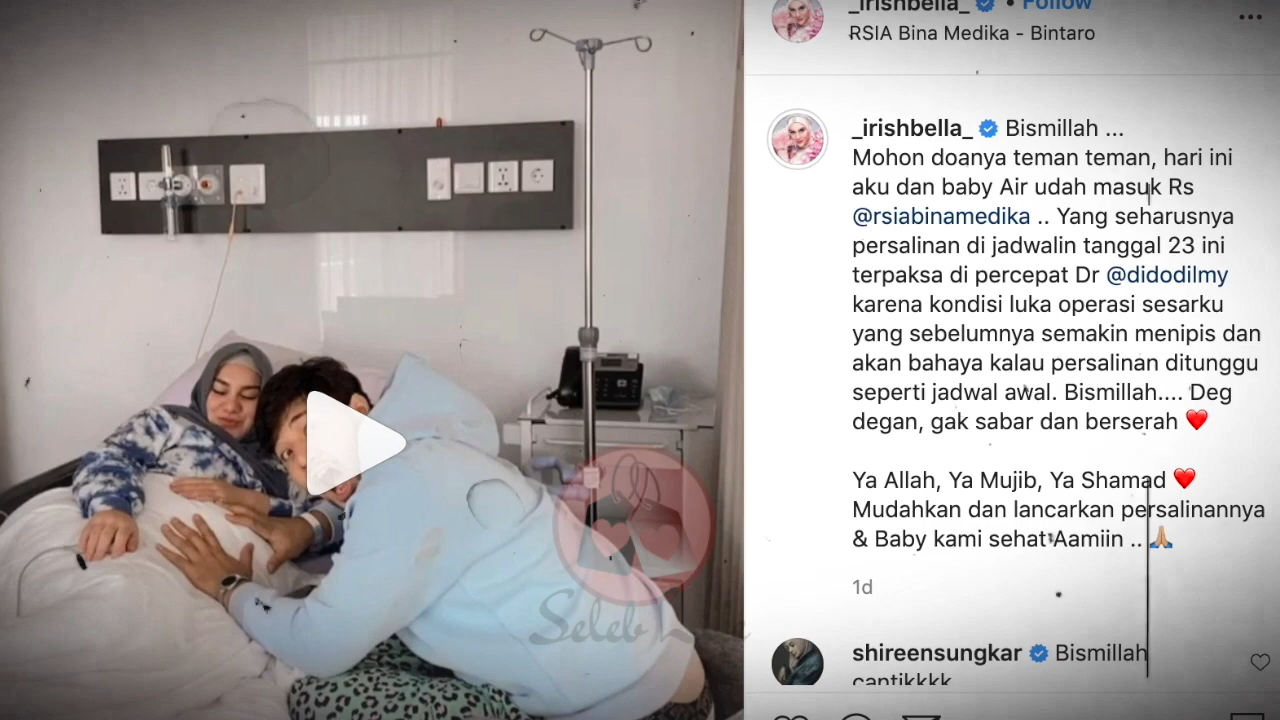 _irishbella_ • Follow
RSIA Bina Medika - Bintaro
_irishbella_ Bismillah ...
Mohon doanya teman teman, hari ini
aku dan baby Air udah masuk Rs
@rsiabinamedika .. Yang seharusnya
persalinan di jadwalin tanggal 23 ini
terpaksa di percepat Dr @didodilmy
karena kondisi luka operasi sesarku
yang sebelumnya semakin menipis dan
akan bahaya kalau persalinan ditunggu
seperti jadwal awal. Bismillah.... Deg
degan, gak sabar dan berserah ❤️
Ya Allah, Ya Mujib, Ya Shamad ❤️
Mudahkan dan lancarkan persalinannya
& Baby kami sehat Aamiin .. 🙏🏼
1d
shireensungkar Bismillah
cantikkkk
Seleb